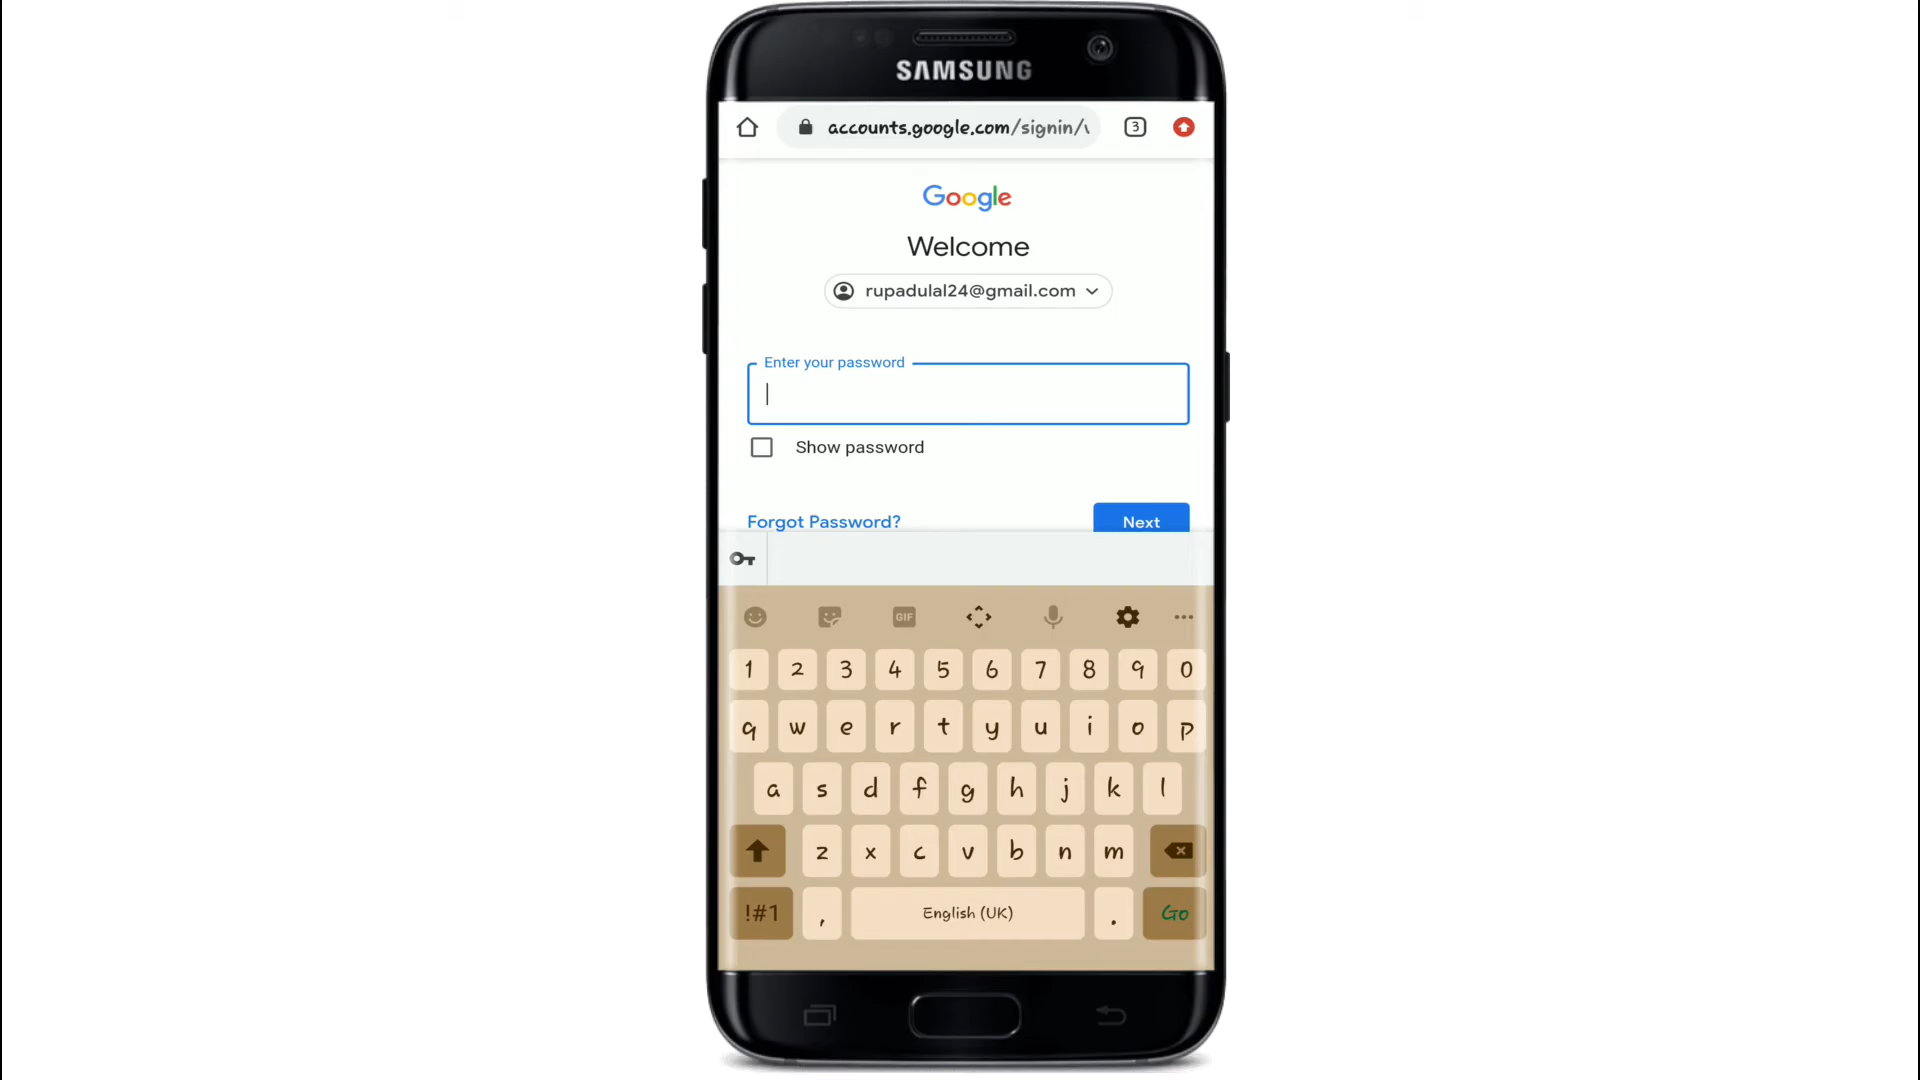 SAMSUNG
accounts.google.com/signin/v
3
Google
Welcome
rupadulal24@gmail.com
Enter your password
Show password
Forgot Password?
Next
GIF
1 2 3 4 5 6 7 8 9 0
q w e r t y u i o p
a s d f g h j k l
z x c v b n m
!#1 , English (UK) . Go